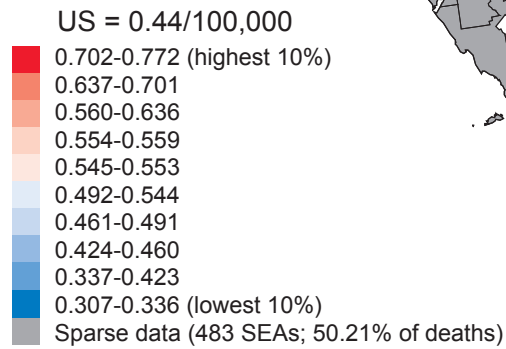 US = 0.44/100,000
0.702-0.772 (highest 10%)
0.637-0.701
0.560-0.636
0.554-0.559
0.545-0.553
0.492-0.544
0.461-0.491
0.424-0.460
0.337-0.423
0.307-0.336 (lowest 10%)
Sparse data (483 SEAs; 50.21% of deaths)